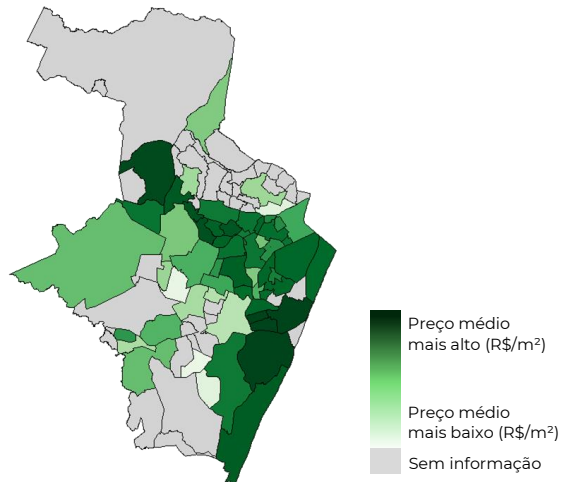 Preço médio
mais alto (R$/m²)
Preço médio
mais baixo (R$/m²)
Sem informação